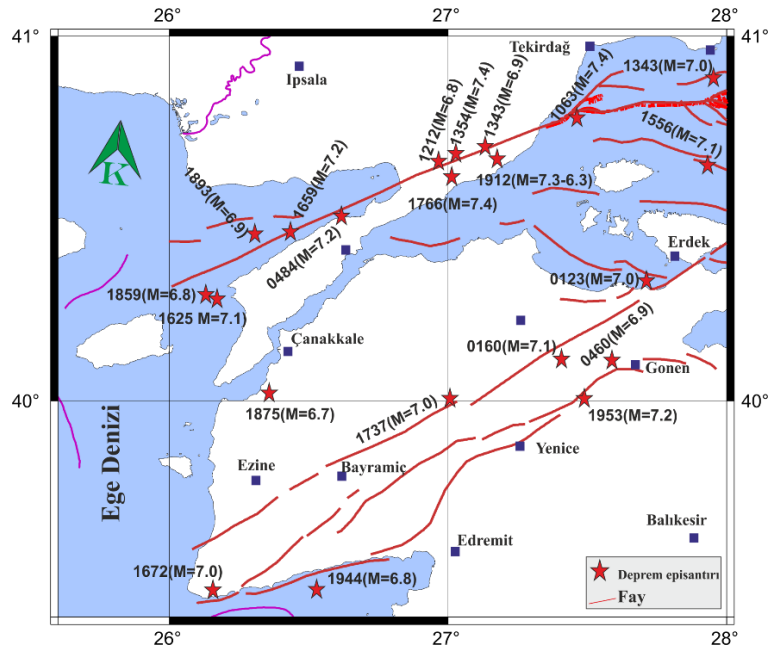 26° 27° 28°
41° 41°
Tekirdağ
Ipsala
1343(M=7.0)
1063(M=7.4)
1212(M=6.8)
1354(M=7.4)
1343(M=6.9)
1556(M=7.1)
K
1893(M=6.9)
1659(M=7.2)
1912(M=7.3-6.3)
1766(M=7.4)
0484(M=7.2)
Erdek
1859(M=6.8)
0123(M=7.0)
1625 M=7.1)
Çanakkale
0160(M=7.1)
0460(M=6.9)
Gonen
40° 40°
1875(M=6.7)
1737(M=7.0)
1953(M=7.2)
Ege Denizi
Yenice
Ezine
Bayramiç
Balıkesir
Edremit
1672(M=7.0)
1944(M=6.8)
Deprem episantırı
Fay
26° 27° 28°